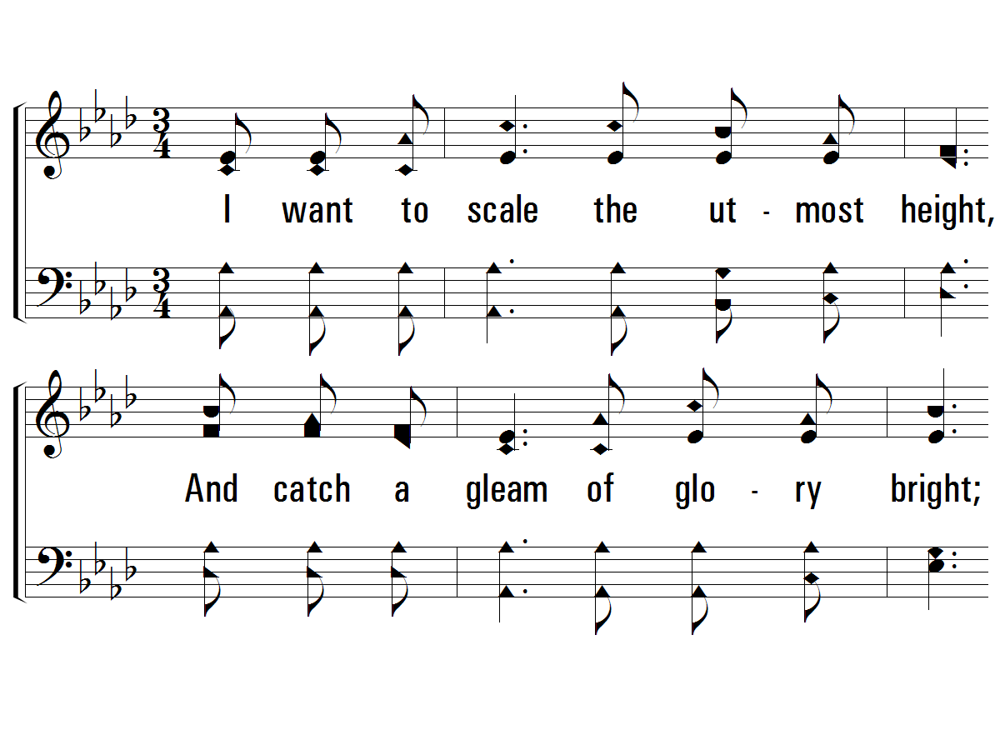 I want to scale the ut - most height,
And catch a gleam of glo - ry bright;